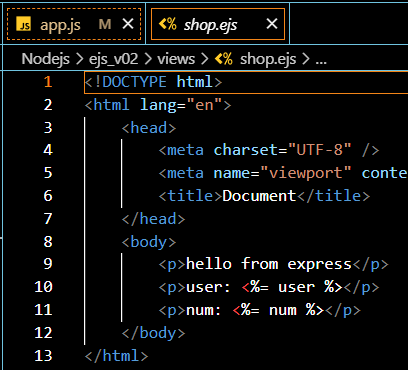 JS app.js M <% shop.ejs ×
Nodejs > ejs_v02 > views > <% shop.ejs > ...
1 <!DOCTYPE html>
2 <html lang="en">
3 <head>
4 <meta charset="UTF-8" />
5 <meta name="viewport" conte
6 <title>Document</title>
7 </head>
8 <body>
9 <p>hello from express</p>
10 <p>user: <%= user %></p>
11 <p>num: <%= num %></p>
12 </body>
13 </html>